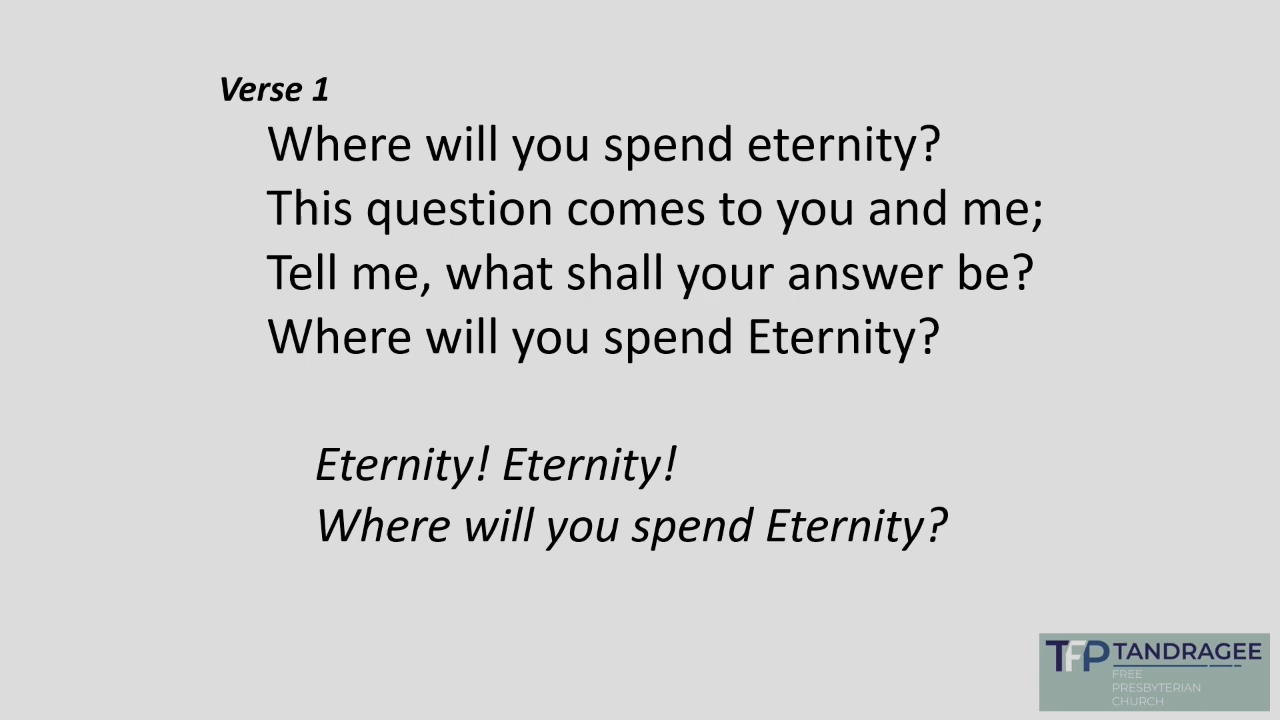 Verse 1
Where will you spend eternity?
This question comes to you and me;
Tell me, what shall your answer be?
Where will you spend Eternity?
Eternity! Eternity!
Where will you spend Eternity?
TFP TANDRAGEE
FREE
PRESBYTERIAN
CHURCH